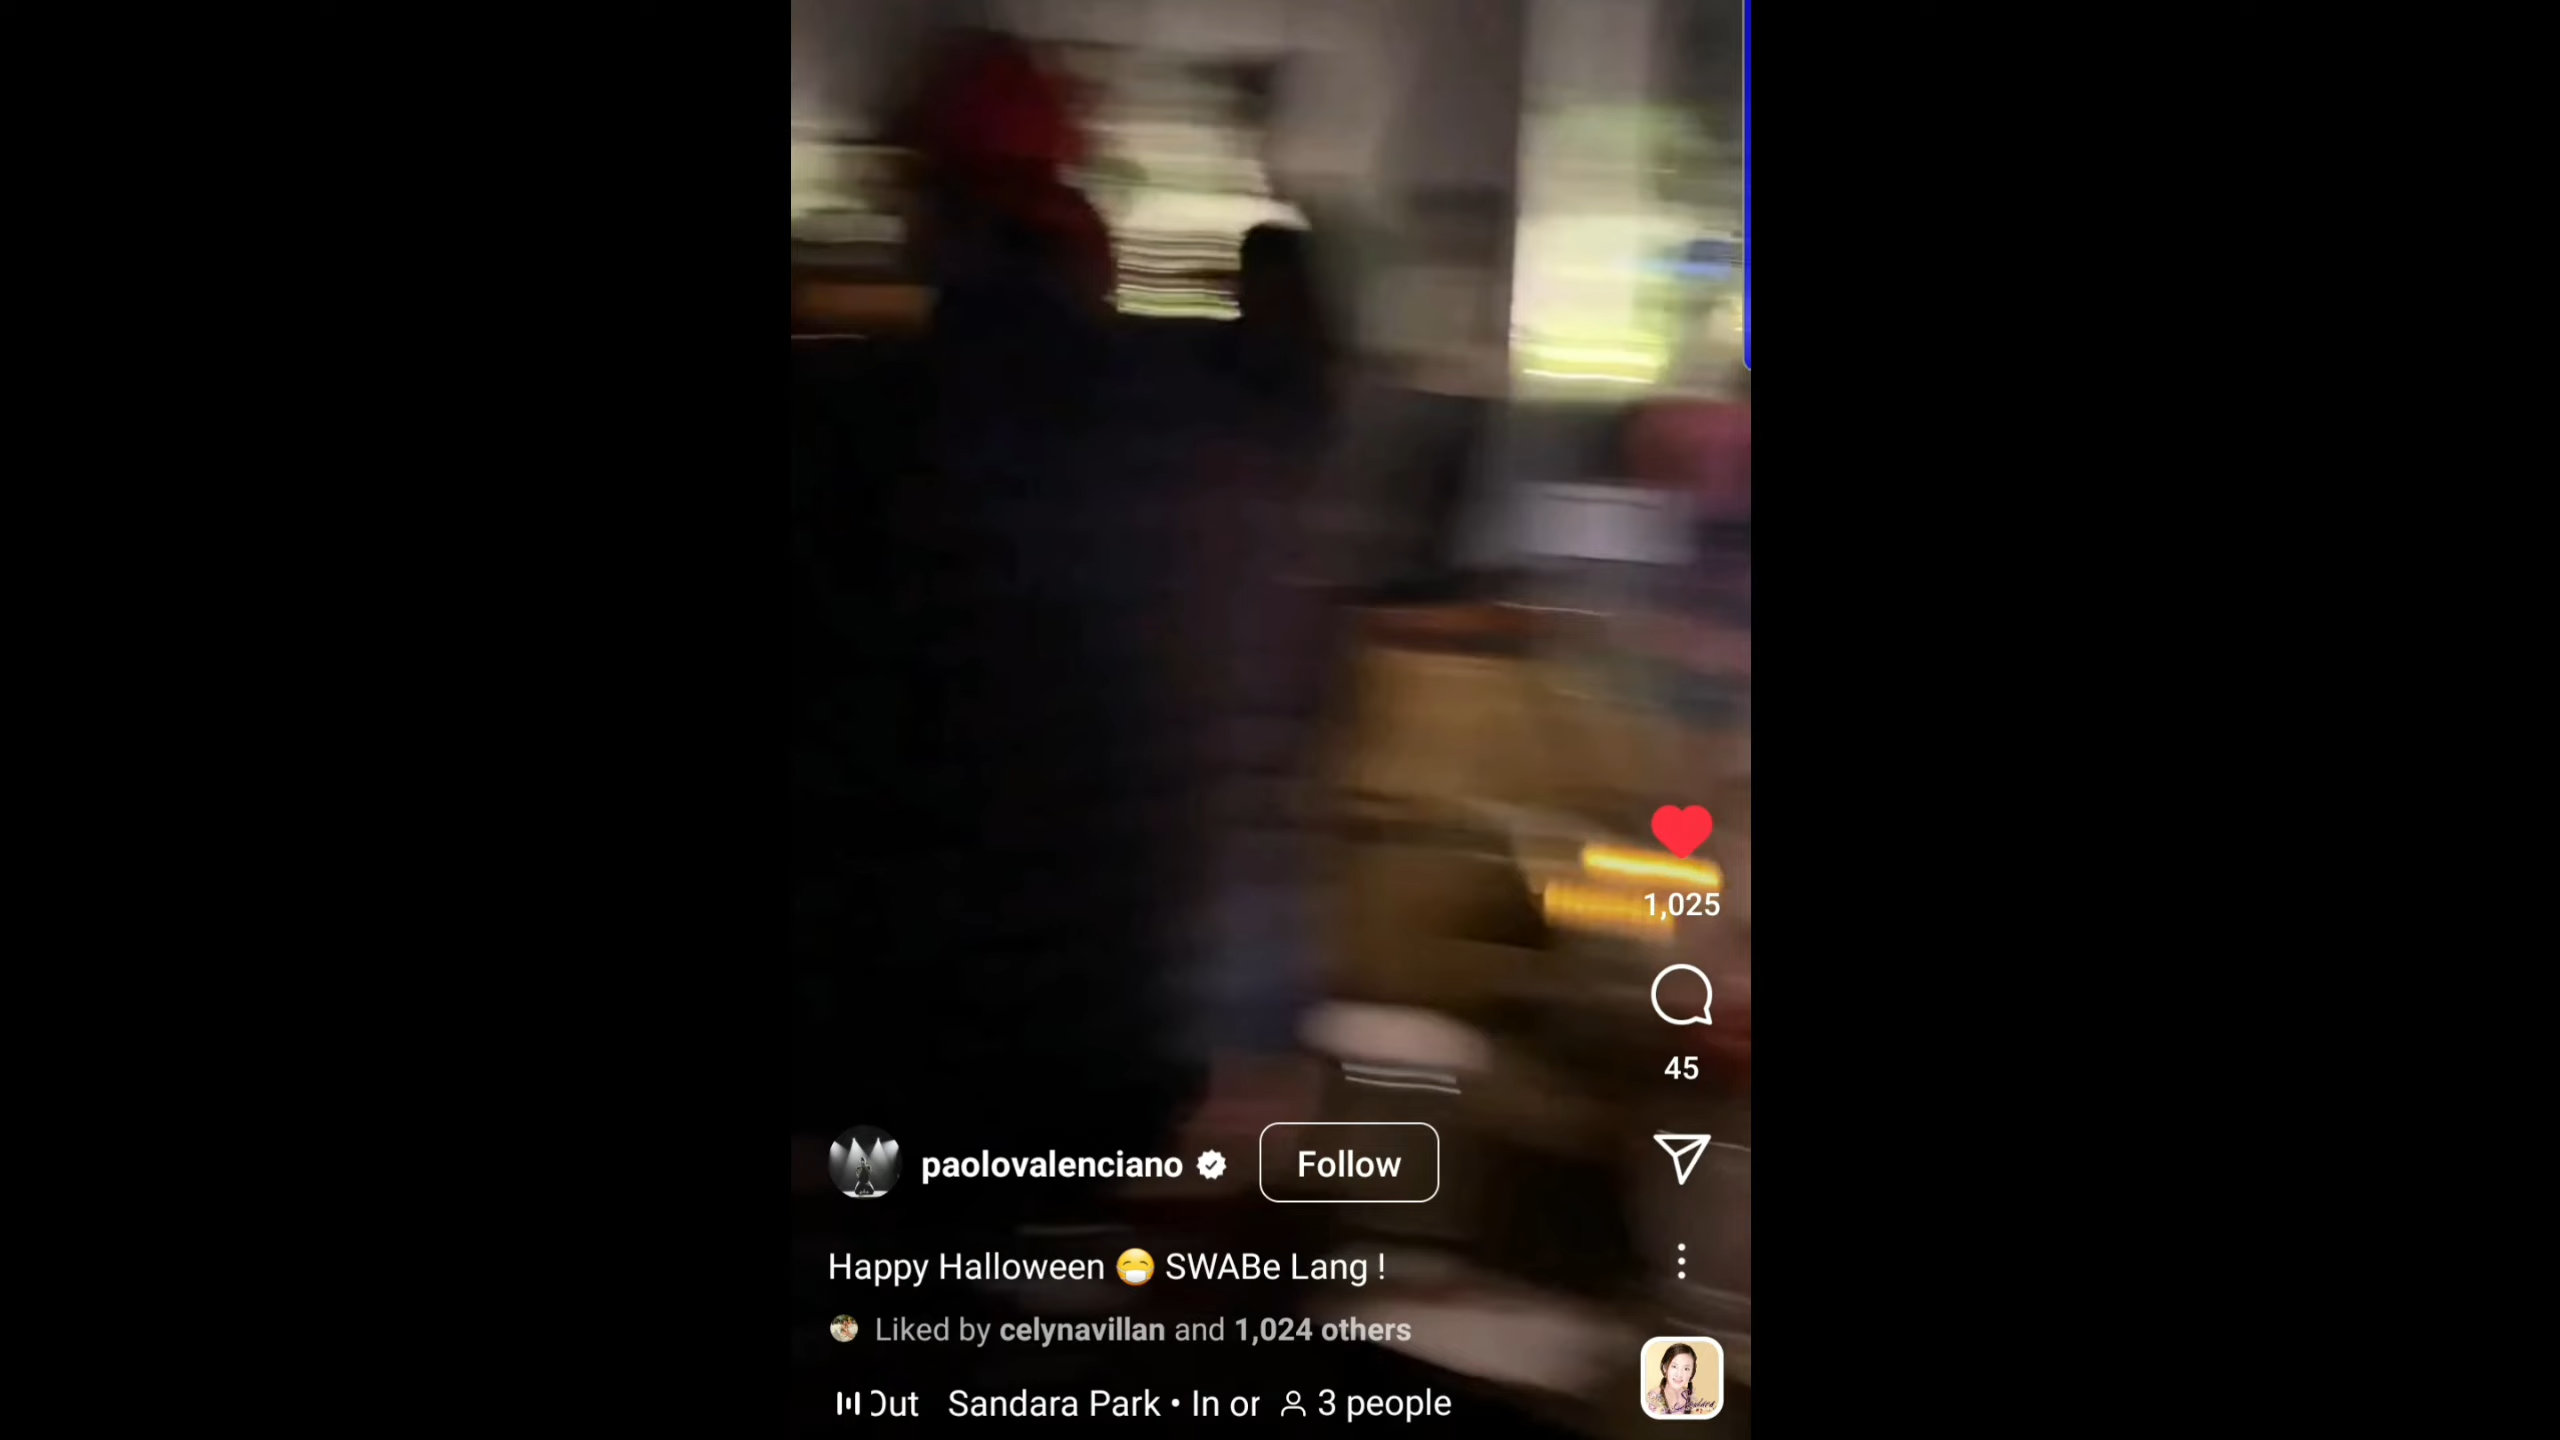 1,025
45
paolovalenciano
Follow
Happy Halloween 😷 SWABe Lang !
Liked by celynavillan and 1,024 others
Out Sandara Park • In or 3 people